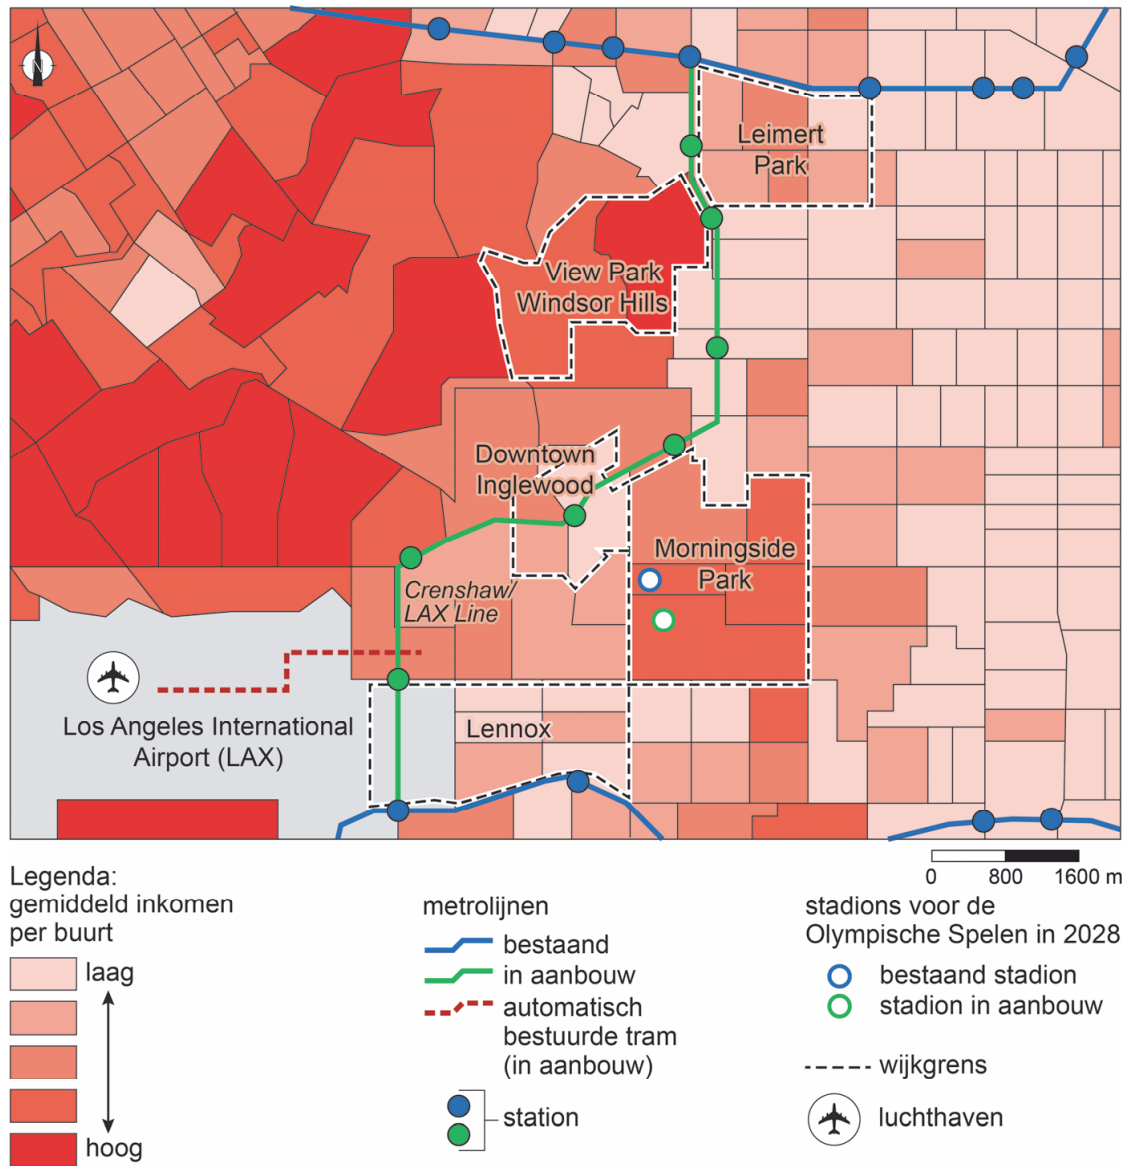 N
Leimert
Park
View Park
Windsor Hills
Downtown
Inglewood
Morningside
Park
Crenshaw/
LAX Line
Los Angeles International
Airport (LAX)
Lennox
0 800 1600 m
Legenda:
gemiddeld inkomen
per buurt
laag
hoog
metrolijnen
bestaand
in aanbouw
automatisch
bestuurde tram
(in aanbouw)
station
stadions voor de
Olympische Spelen in 2028
bestaand stadion
stadion in aanbouw
wijkgrens
luchthaven